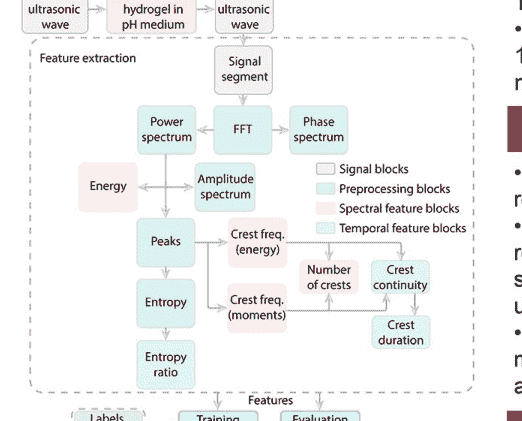 ultrasonic
wave
hydrogel in
pH medium
ultrasonic
wave
Feature extraction
Signal
segment
Power
spectrum
FFT
Phase
spectrum
Energy
Amplitude
spectrum
Signal blocks
Preprocessing blocks
Spectral feature blocks
Temporal feature blocks
Peaks
Crest freq.
(energy)
Number
of crests
Crest
continuity
Entropy
Crest freq.
(moments)
Crest
duration
Entropy
ratio
Features
Labels
Training
Evaluation